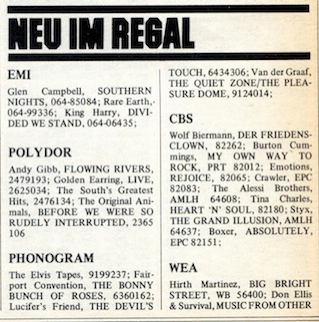 NEU IM REGAL
EMI
Glen Campbell, SOUTHERN
NIGHTS, 064-85084; Rare Earth,
064-99336; King Harry, DIVI-
DED WE STAND, 064-06435;
POLYDOR
Andy Gibb, FLOWING RIVERS,
2479193; Golden Earring, LIVE,
2625034; The South's Greatest
Hits, 2476134; The Original Ani-
mals, BEFORE WE WERE SO
RUDELY INTERRUPTED, 2365
106
PHONOGRAM
The Elvis Tapes, 9199237; Fair-
port Convention, THE BONNY
BUNCH OF ROSES, 6360162;
Lucifer's Friend, THE DEVIL'S
TOUCH, 6434306; Van der Graaf,
THE QUIET ZONE/THE PLEA-
SURE DOME, 9124014;
CBS
Wolf Biermann, DER FRIEDENS-
CLOWN, 82262; Burton Cum-
mings, MY OWN WAY TO
ROCK, PRT 82012; Emotions,
REJOICE, 82065; Crawler, EPC
82083; The Alessi Brothers,
AMLH 64608; Tina Charles,
HEART 'N' SOUL, 82180; Styx,
THE GRAND ILLUSION, AMLH
64637; Boxer, ABSOLUTELY,
EPC 82151;
WEA
Hirth Martinez, BIG BRIGHT
STREET, WB 56400; Don Ellis
& Survival, MUSIC FROM OTHER